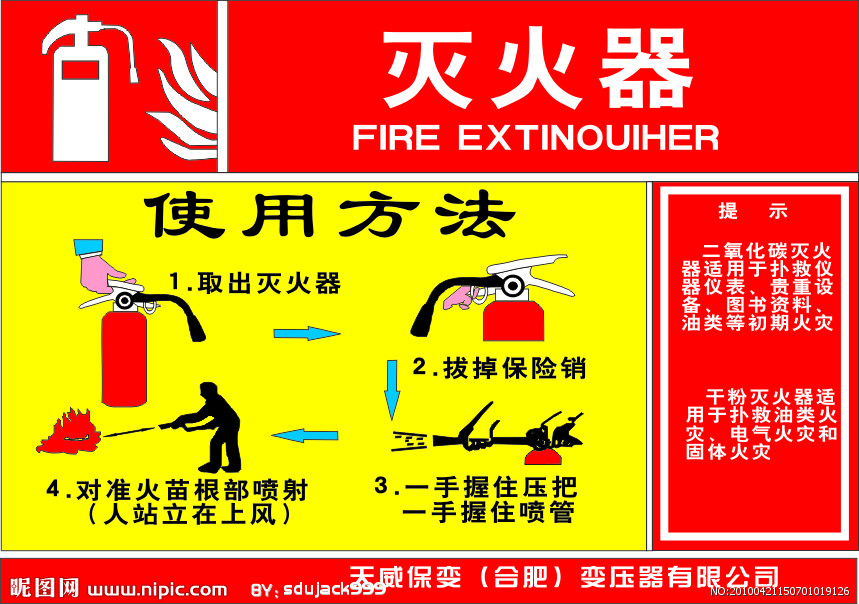 灭火器
FIRE EXTINOUIHER
使用方法
1.取出灭火器
2.拔掉保险销
3.一手握住压把
一手握住喷管
4.对准火苗根部喷射
（人站立在上风）
提 示
二氧化碳灭火
器适用于扑救仪
器仪表、贵重设
备、图书资料、
油类等初期火灾
干粉灭火器适
用于扑救油类火
灾、电气火灾和
固体火灾
天威保变（合肥）变压器有限公司
昵图网 www.nipic.com
BY: sdujack999
NO:20100421150701019126